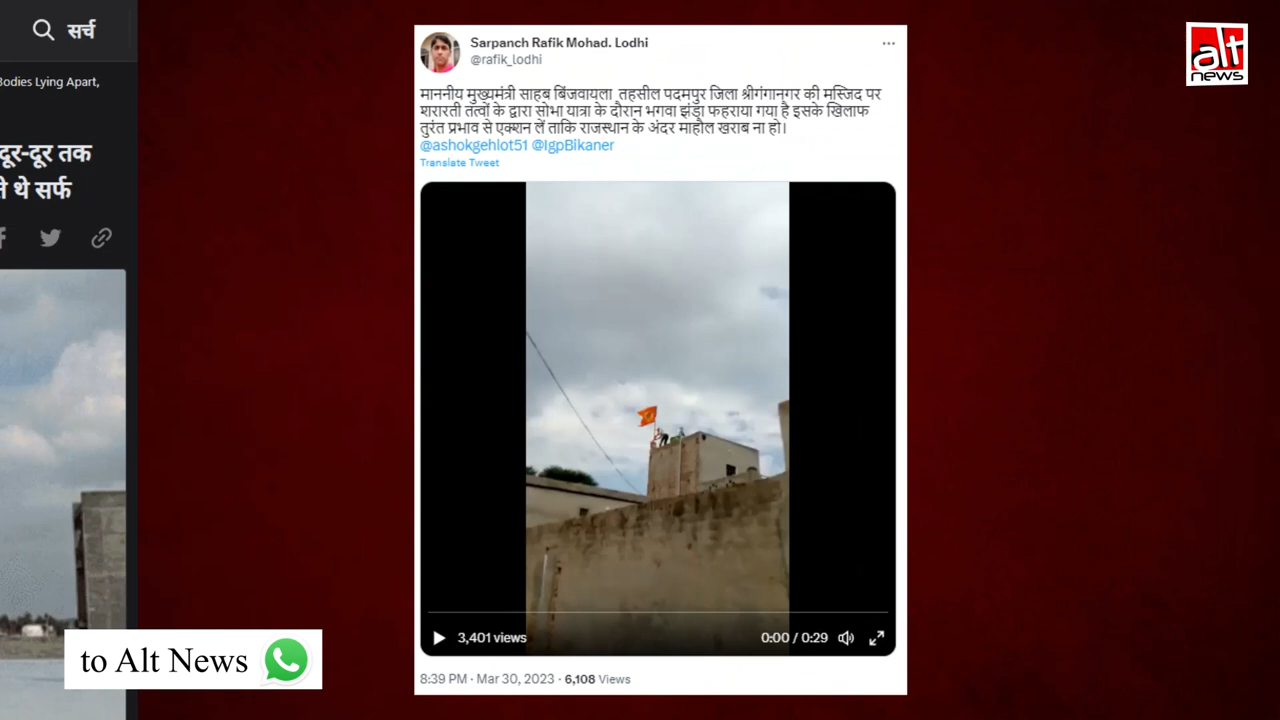 सर्च
Bodies Lying Apart,
दूर-दूर तक
थे सर्फ
Sarpanch Rafik Mohad. Lodhi
@rafik_lodhi
माननीय मुख्यमंत्री साहब बिंजवायला तहसील पदमपुर जिला श्रीगंगानगर की मस्जिद पर
शरारती तत्वों के द्वारा सोभा यात्रा के दौरान भगवा झंडा फहराया गया है इसके खिलाफ
तुरंत प्रभाव से एक्शन लें ताकि राजस्थान के अंदर माहौल खराब ना हो।
@ashokgehlot51 @IgpBikaner
Translate Tweet
3,401 views
0:00 / 0:29
8:39 PM · Mar 30, 2023 · 6,108 Views
alt
news
to Alt News